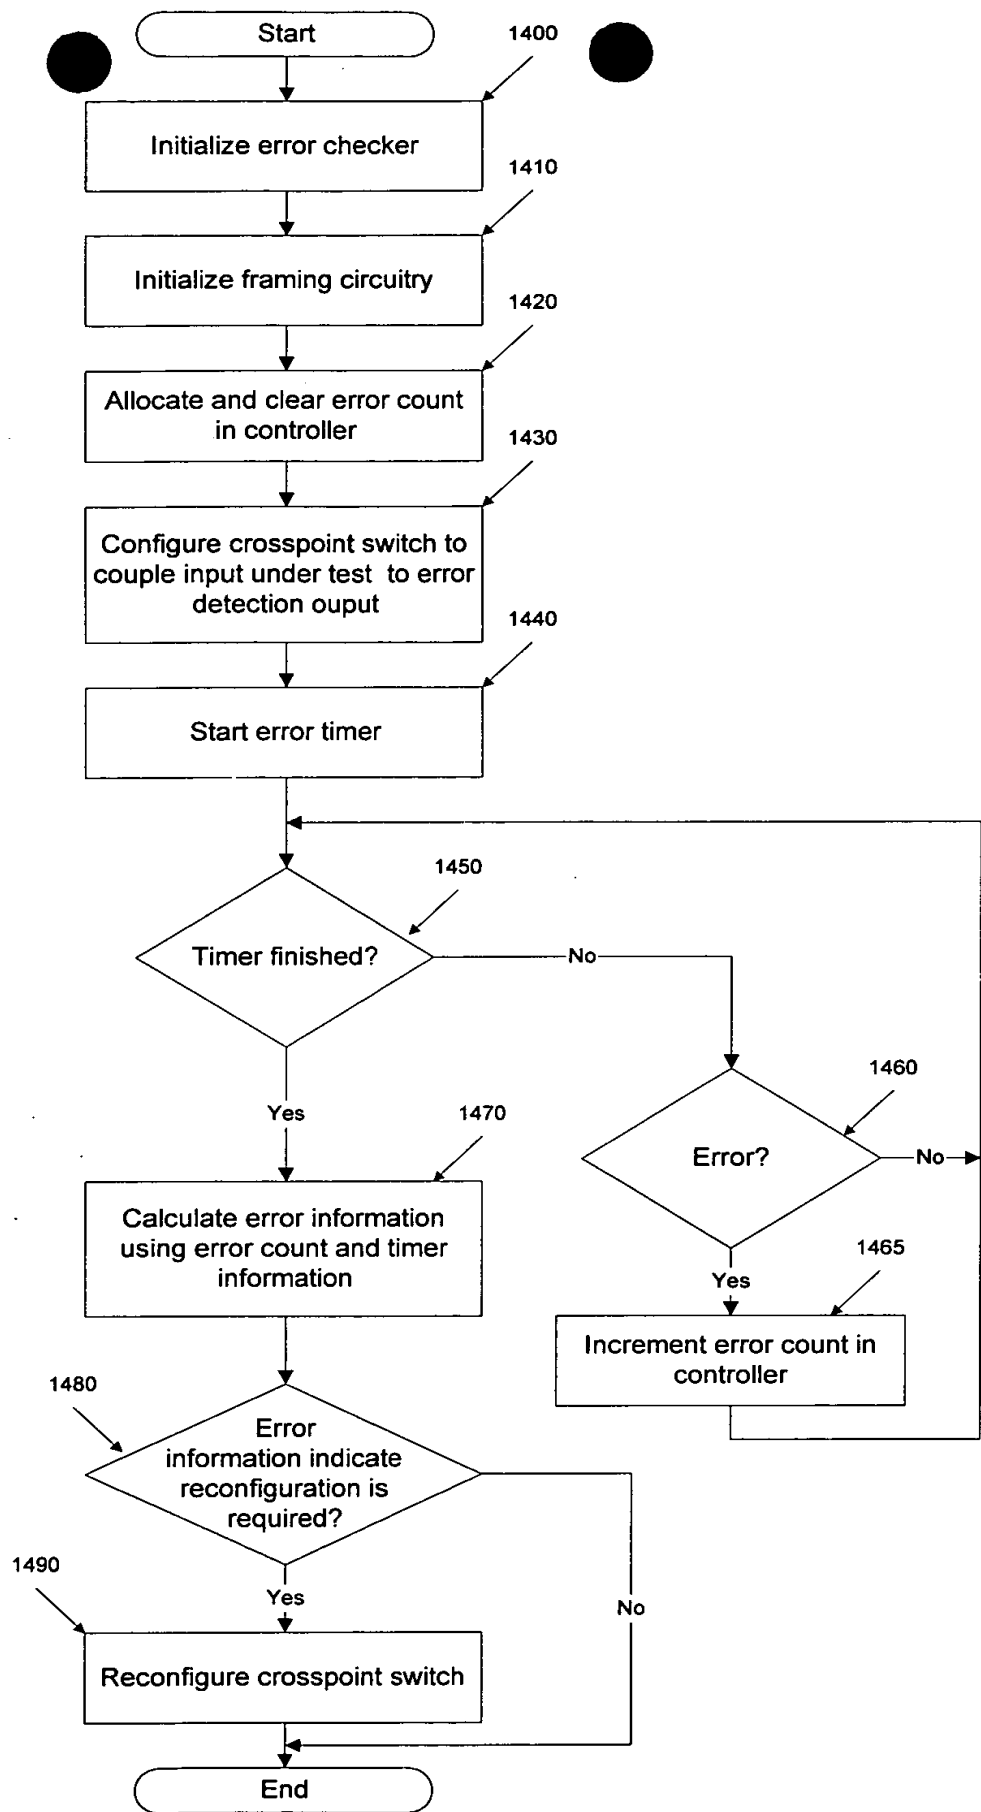 Start
1400
Initialize error checker
1410
Initialize framing circuitry
1420
Allocate and clear error count
in controller
1430
Configure crosspoint switch to
couple input under test to error
detection ouput
1440
Start error timer
1450
Timer finished?
No
1460
Error?
No
Yes
1470
Calculate error information
using error count and timer
information
1465
Yes
Increment error count in
controller
1480
Error
information indicate
reconfiguration is
required?
1490
Yes
No
Reconfigure crosspoint switch
End